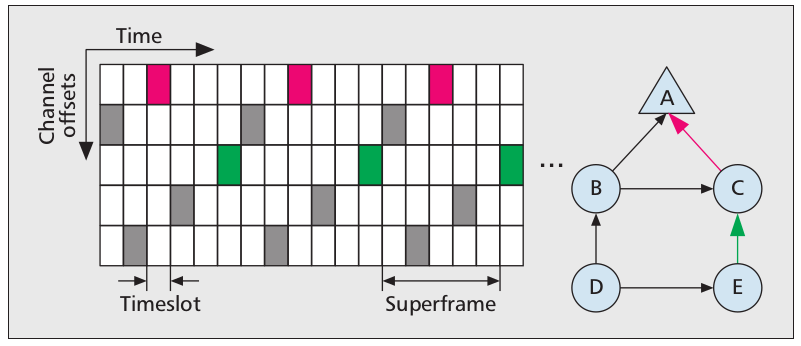 Time
Channel
offsets
...
A
B
C
D
E
Timeslot
Superframe